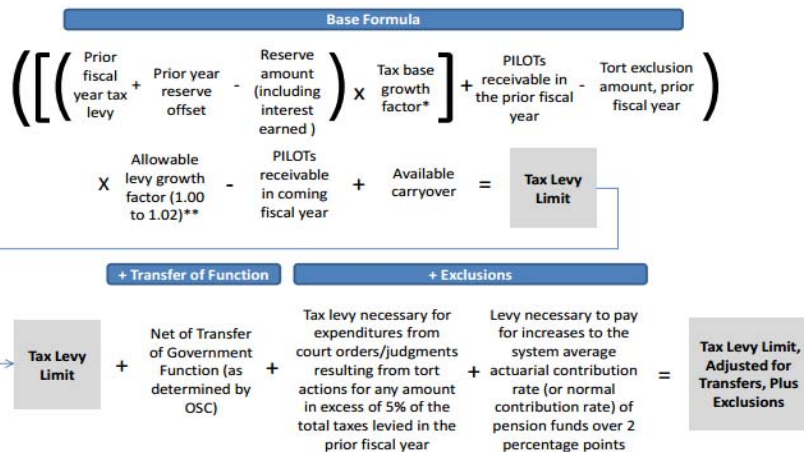 Base Formula
([(
Prior
fiscal
year tax
levy
+
Prior year
reserve
offset
-
Reserve
amount
(including
interest
earned )
)
x
Tax base
growth
factor*
]
+
PILOTs
receivable in
the prior fiscal
year
-
Tort exclusion
amount, prior
fiscal year
)
x
Allowable
levy growth
factor (1.00
to 1.02)**
-
PILOTs
receivable
in coming
fiscal year
+
Available
carryover
=
Tax Levy
Limit
+ Transfer of Function
+ Exclusions
Tax Levy
Limit
+
Net of Transfer
of Government
Function (as
determined by
OSC)
+
Tax levy necessary for
expenditures from
court orders/judgments
resulting from tort
actions for any amount
in excess of 5% of the
total taxes levied in the
prior fiscal year
+
Levy necessary to pay
for increases to the
system average
actuarial contribution
rate (or normal
contribution rate) of
pension funds over 2
percentage points
=
Tax Levy Limit,
Adjusted for
Transfers, Plus
Exclusions